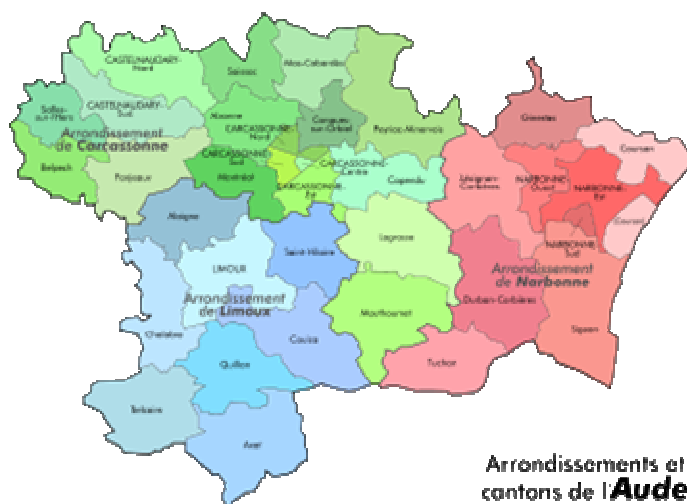 CASTELNAUDARY-
Nord
Saissac
Mas-Cabardès
CASTELNAUDARY-
Sud
Salles-
sur-l'Hers
Arrondissement
de Carcassonne
Alzonne
CARCASSONNE-
Nord
Conques-
sur-Orbiel
Peyriac-Minervois
Ginestas
Coursan
Belpech
Fanjeaux
CARCASSONNE-
Sud
Montréal
CARCASSONNE-
Est
CARCASSONNE-
Centre
Capendu
Lézignan-
Corbières
NARBONNE-
Ouest
NARBONNE-
Est
Coursan
NARBONNE-
Sud
Alaigne
Saint-Hilaire
Lagrasse
LIMOUX
Arrondissement
de Limoux
Arrondissement
de Narbonne
Durban-Corbières
Mouthoumet
Chalabre
Couiza
Sigean
Quillan
Tuchan
Belcaire
Axat
Arrondissements et
cantons de l'Aude